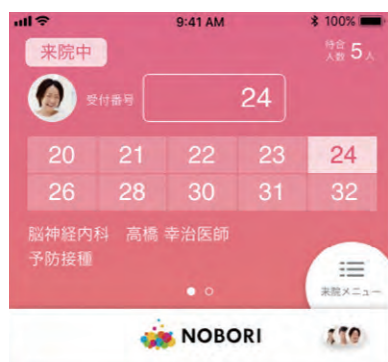 9:41 AM 100%
来院中
待合
人数 5人
受付番号 24
20 21 22 23 24
26 28 30 31 32
脳神経内科 高橋 幸治医師
予防接種
来院メニュー
NOBORI